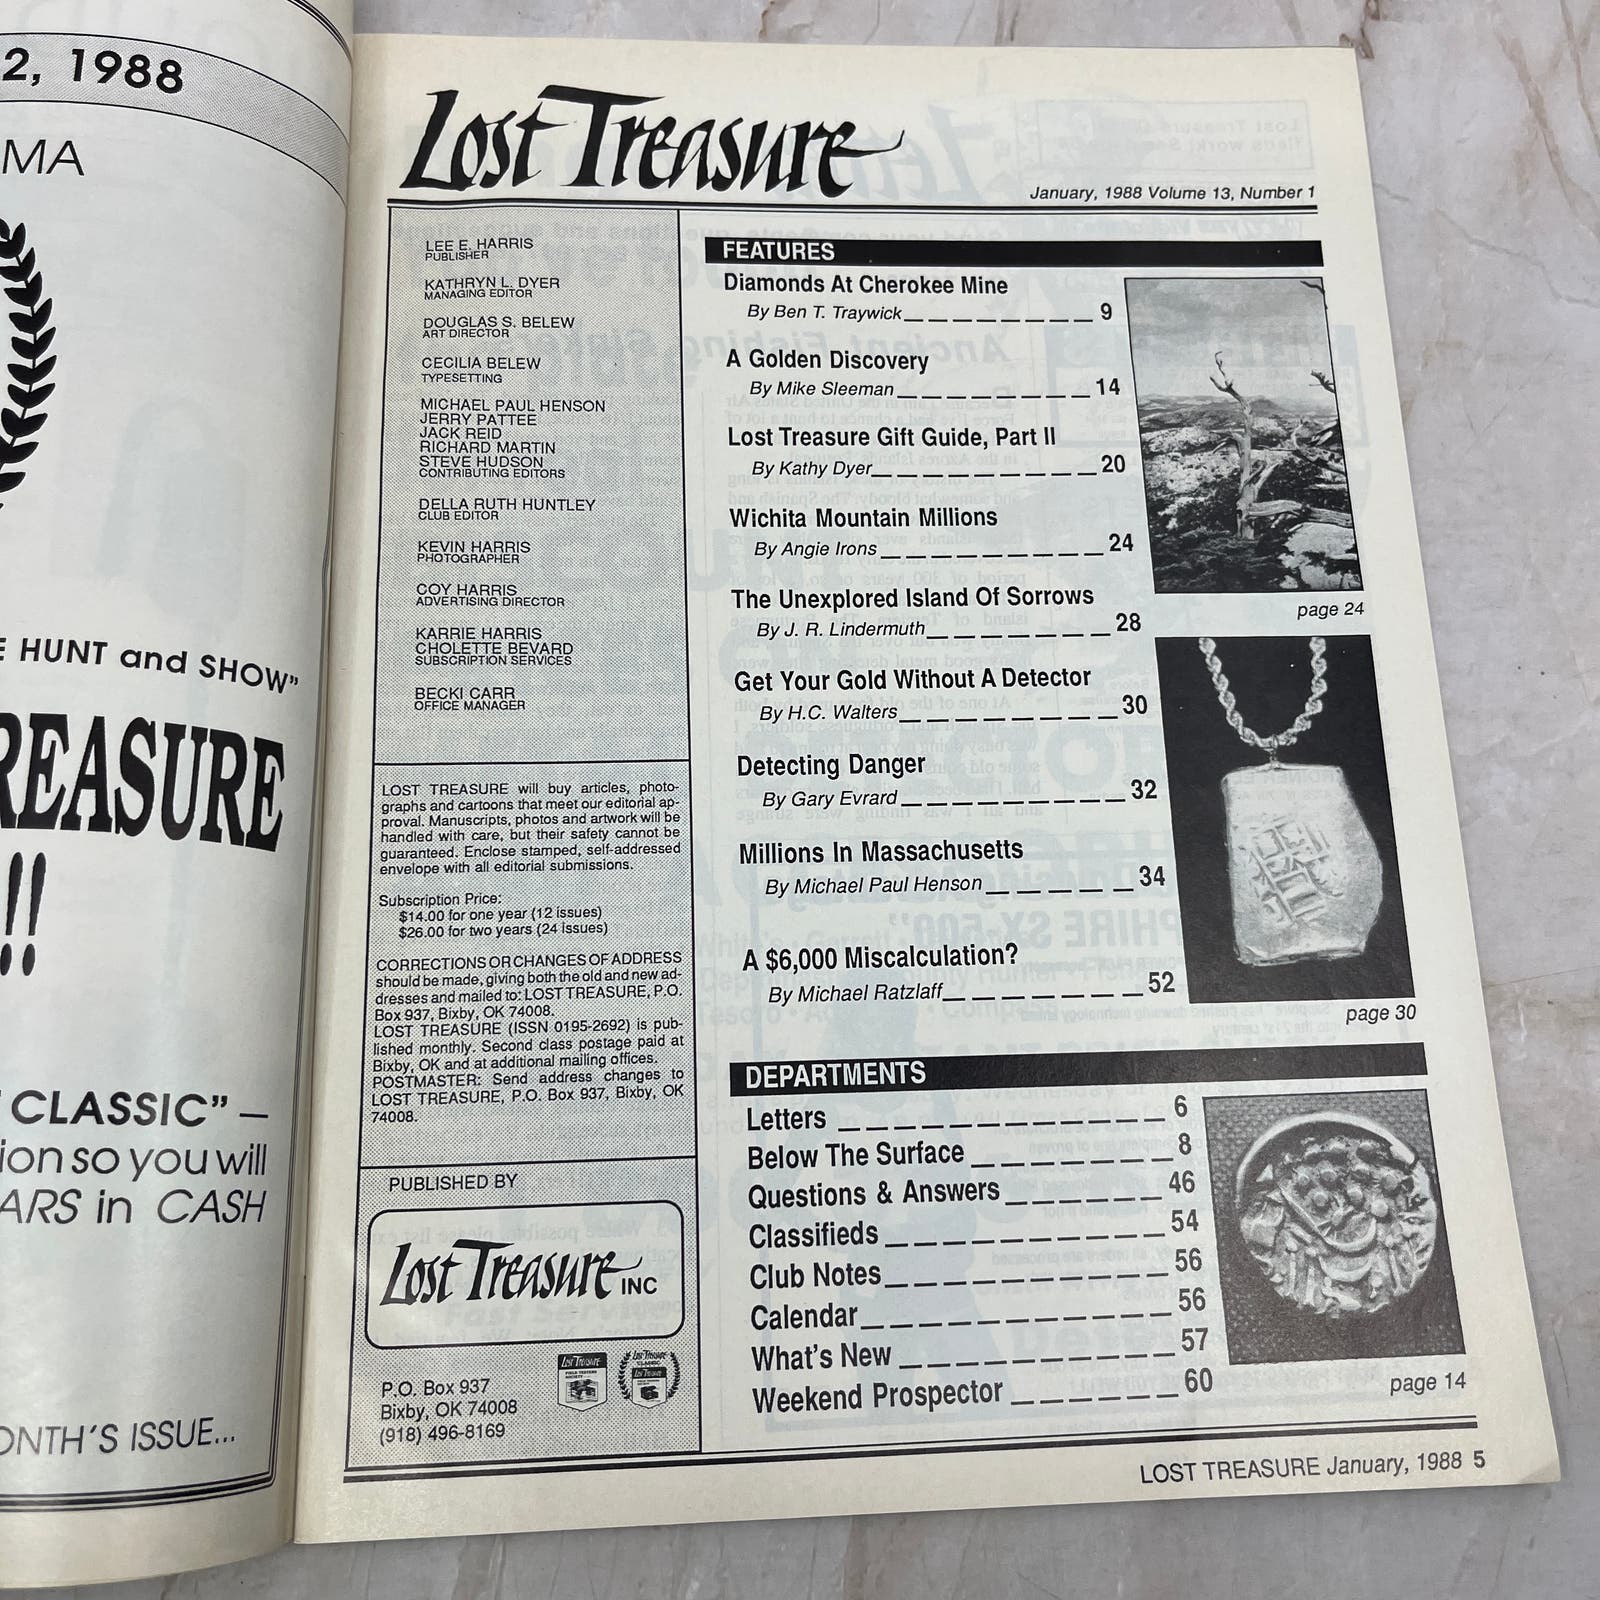 2, 1988
MA
HUNT and SHOW"
REASURE
!!
CLASSIC" —
ion so you will
ARS in CASH
ONTH'S ISSUE...
Lost Treasure
January, 1988 Volume 13, Number 1
LEE E. HARRIS
PUBLISHER
KATHRYN L. DYER
MANAGING EDITOR
DOUGLAS S. BELEW
ART DIRECTOR
CECILIA BELEW
TYPESETTING
MICHAEL PAUL HENSON
JERRY PATTEE
JACK REID
RICHARD MARTIN
STEVE HUDSON
CONTRIBUTING EDITORS
DELLA RUTH HUNTLEY
CLUB EDITOR
KEVIN HARRIS
PHOTOGRAPHER
COY HARRIS
ADVERTISING DIRECTOR
KARRIE HARRIS
CHOLETTE BEVARD
SUBSCRIPTION SERVICES
BECKI CARR
OFFICE MANAGER
LOST TREASURE will buy articles, photo-
graphs and cartoons that meet our editorial ap-
proval. Manuscripts, photos and artwork will be
handled with care, but their safety cannot be
guaranteed. Enclose stamped, self-addressed
envelope with all editorial submissions.
Subscription Price:
$14.00 for one year (12 issues)
$26.00 for two years (24 issues)
CORRECTIONS OR CHANGES OF ADDRESS
should be made, giving both the old and new ad-
dresses and mailed to: LOST TREASURE, P.O.
Box 937, Bixby, OK 74008.
LOST TREASURE (ISSN 0195-2692) is pub-
lished monthly. Second class postage paid at
Bixby, OK and at additional mailing offices.
POSTMASTER: Send address changes to
LOST TREASURE, P.O. Box 937, Bixby, OK
74008.
PUBLISHED BY
Lost Treasure INC
P.O. Box 937
Bixby, OK 74008
(918) 496-8169
FEATURES
Diamonds At Cherokee Mine
By Ben T. Traywick 9
A Golden Discovery
By Mike Sleeman 14
Lost Treasure Gift Guide, Part II
By Kathy Dyer 20
Wichita Mountain Millions
By Angie Irons 24
The Unexplored Island Of Sorrows
By J. R. Lindermuth 28
Get Your Gold Without A Detector
By H.C. Walters 30
Detecting Danger
By Gary Evrard 32
Millions In Massachusetts
By Michael Paul Henson 34
A $6,000 Miscalculation?
By Michael Ratzlaff 52
page 24
page 30
DEPARTMENTS
Letters 6
Below The Surface 8
Questions & Answers 46
Classifieds 54
Club Notes 56
Calendar 56
What's New 57
Weekend Prospector 60
page 14
LOST TREASURE January, 1988 5